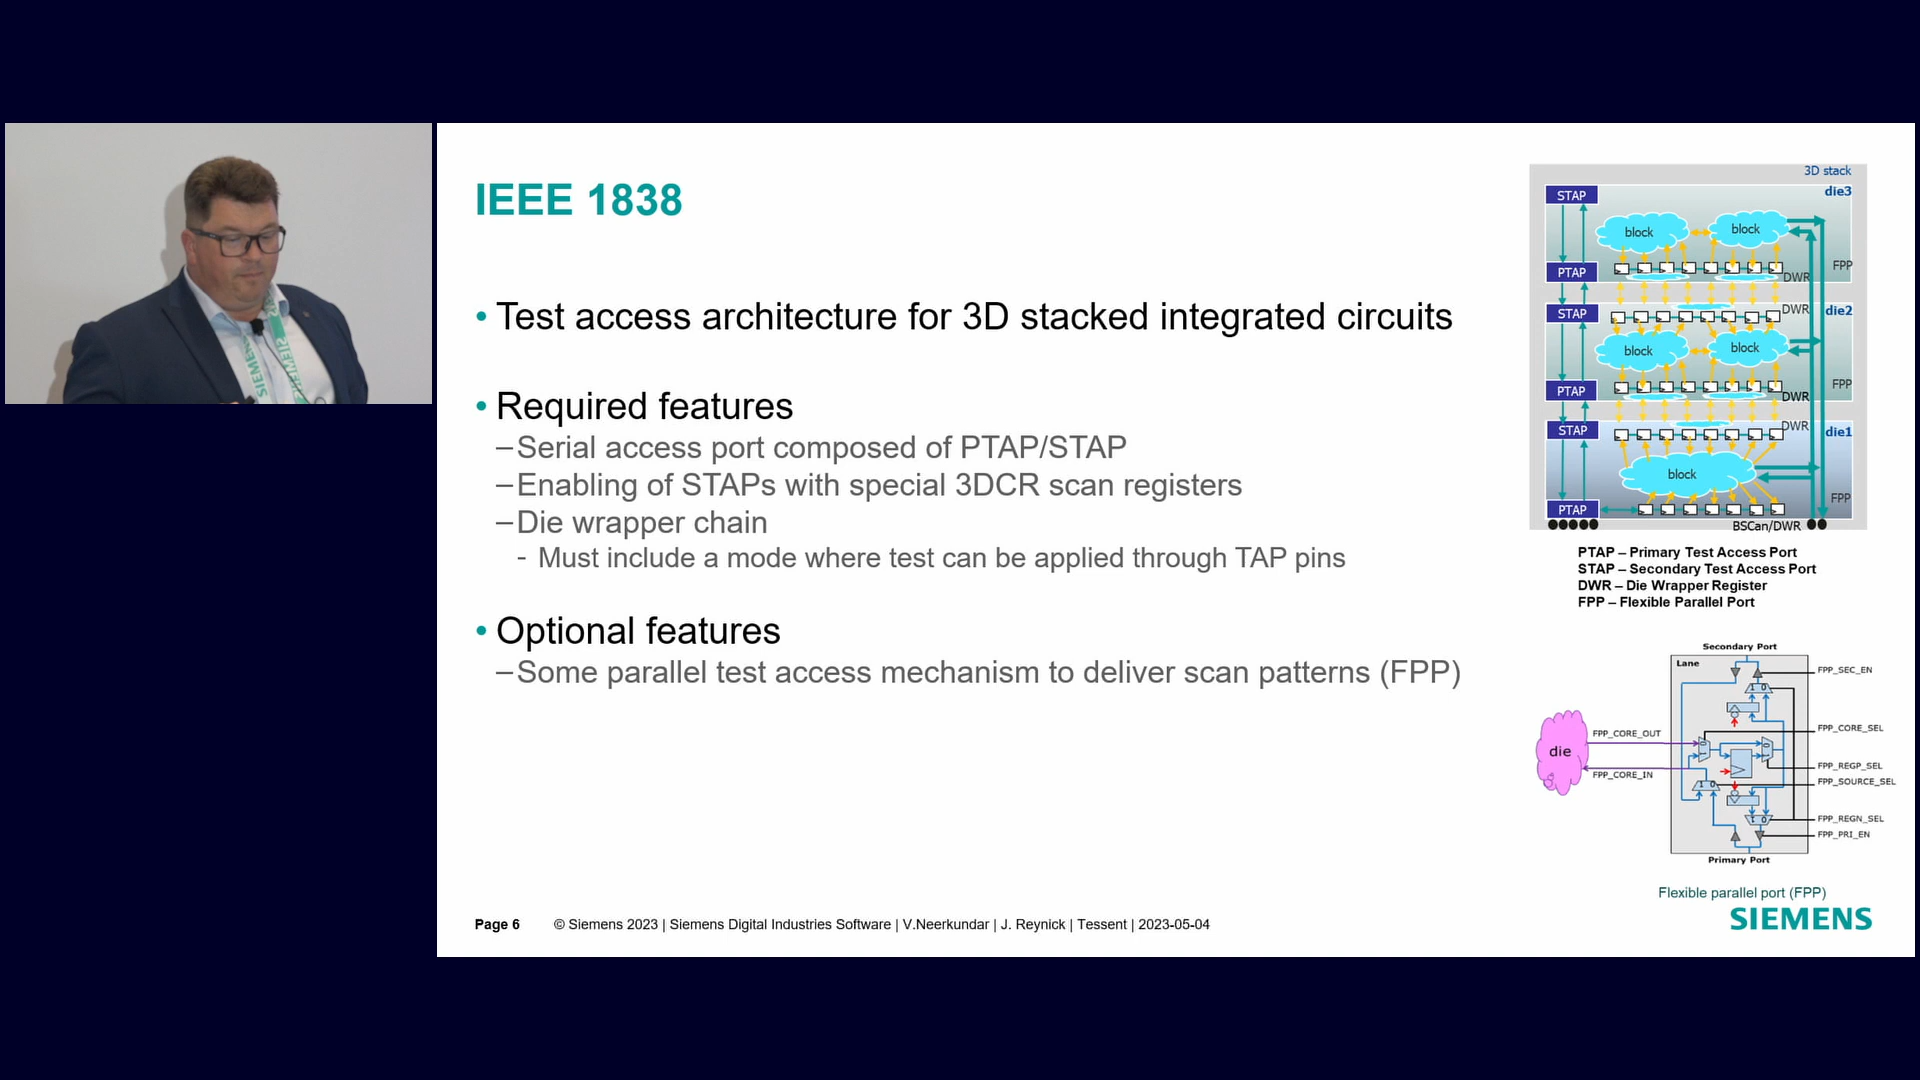 IEEE 1838
• Test access architecture for 3D stacked integrated circuits
• Required features
–Serial access port composed of PTAP/STAP
–Enabling of STAPs with special 3DCR scan registers
–Die wrapper chain
- Must include a mode where test can be applied through TAP pins
• Optional features
–Some parallel test access mechanism to deliver scan patterns (FPP)
3D stack
die3
STAP
block
block
PTAP
DWR
FPP
STAP
DWR
die2
block
block
PTAP
DWR
FPP
STAP
DWR
die1
block
FPP
PTAP
BSCan/DWR
PTAP – Primary Test Access Port
STAP – Secondary Test Access Port
DWR – Die Wrapper Register
FPP – Flexible Parallel Port
Secondary Port
Lane
FPP_SEC_EN
1 0
FPP_CORE_SEL
FPP_CORE_OUT
die
FPP_REGP_SEL
FPP_CORE_IN
FPP_SOURCE_SEL
1 0
FPP_REGN_SEL
FPP_PRI_EN
Primary Port
Flexible parallel port (FPP)
SIEMENS
Page 6 © Siemens 2023 | Siemens Digital Industries Software | V.Neerkundar | J. Reynick | Tessent | 2023-05-04
SIEMENS